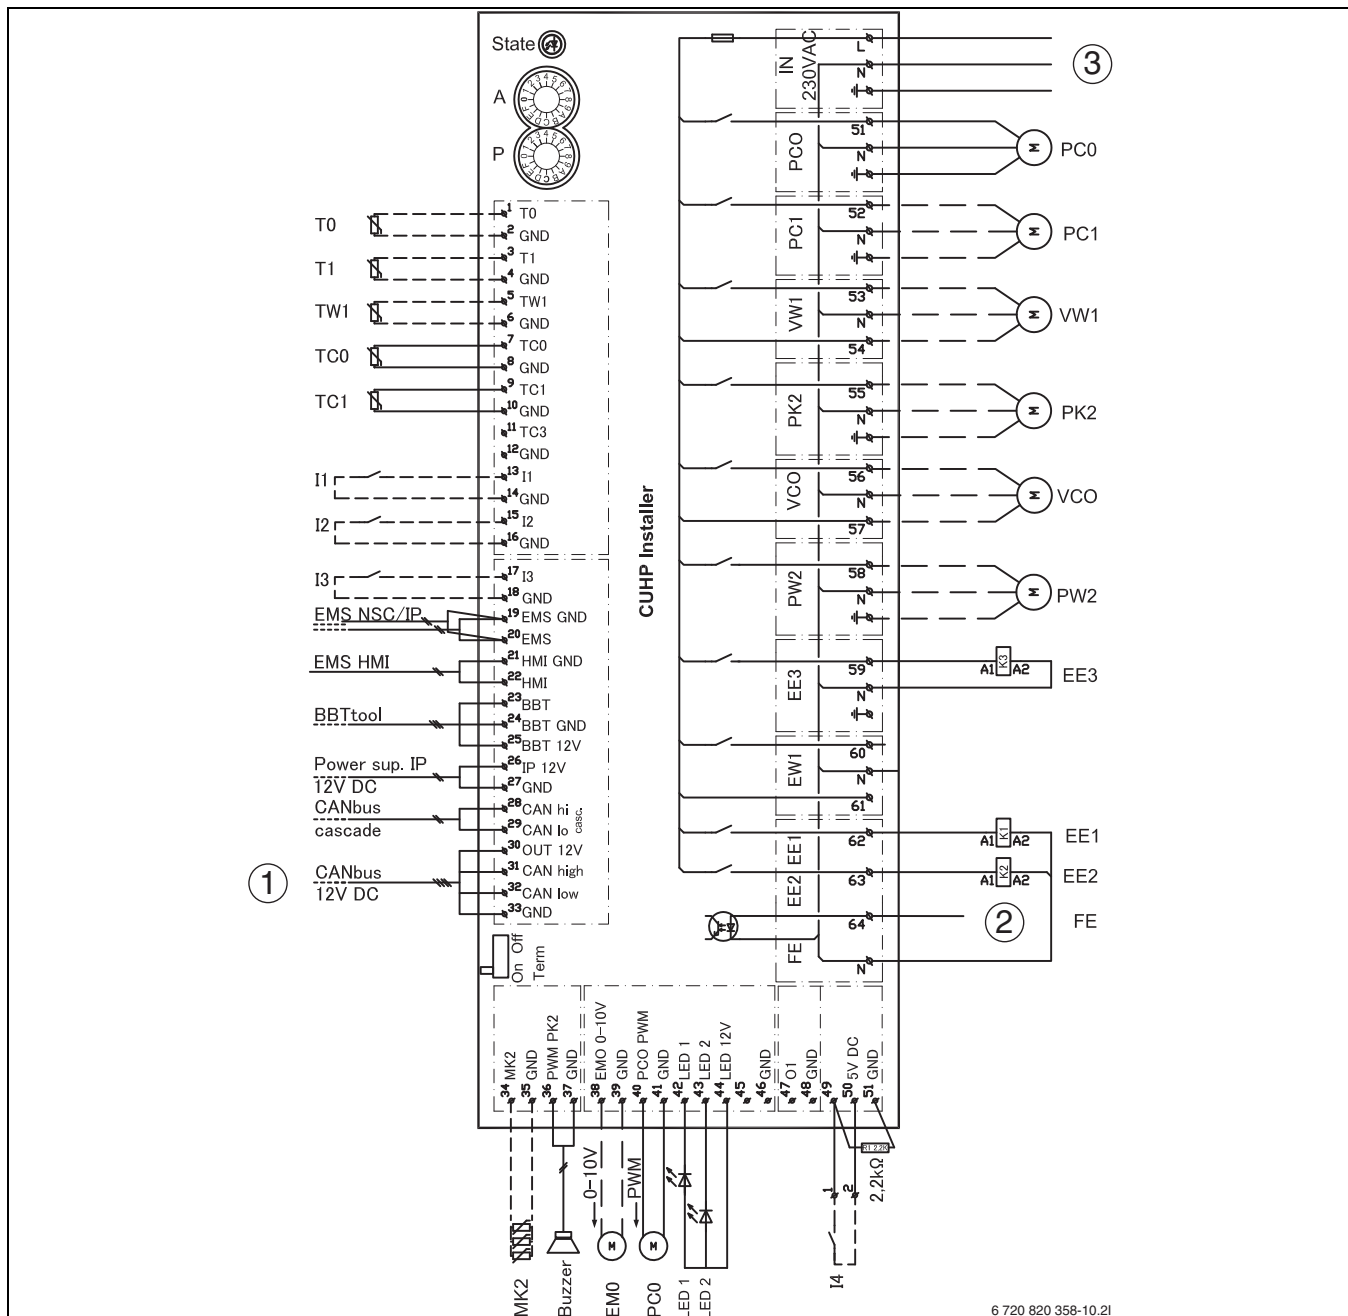 State
A
P
CUHP Installer
T0
1 T0
2 GND
T1
3 T1
4 GND
TW1
5 TW1
6 GND
TC0
7 TC0
8 GND
TC1
9 TC1
10 GND
11 TC3
12 GND
I1
13 I1
14 GND
I2
15 I2
16 GND
I3
17 I3
18 GND
EMS NSC/IP
19 EMS GND
20 EMS
EMS HMI
21 HMI GND
22 HMI
BBTtool
23 BBT
24 BBT GND
25 BBT 12V
Power sup. IP
12V DC
26 IP 12V
27 GND
CANbus
cascade
28 CAN hi
29 CAN lo
casc.
1
CANbus
12V DC
30 OUT 12V
31 CAN high
32 CAN low
33 GND
On Off
Term
IN
230VAC
L
N
3
PCO
51
N
M
PC0
PC1
52
N
M
PC1
VW1
53
N
54
M
VW1
PK2
55
N
M
PK2
VCO
56
N
57
M
VCO
PW2
58
N
M
PW2
EE3
59
N
A1 K3 A2
EE3
EW1
60
N
61
EE1
62
A1 K1 A2
EE1
EE2
63
A1 K2 A2
EE2
FE
64
N
2
FE
34 MK2
35 GND
36 PWM PK2
37 GND
38 EMO 0-10V
39 GND
40 PCO PWM
41 GND
42 LED 1
43 LED 2
44 LED 12V
45
46 GND
47 O1
48 GND
49
50 5V DC
51 GND
R1 2.2K
2,2kΩ
0-10V
PWM
1
2
M
M
MK2
Buzzer
EM0
PC0
LED 1
LED 2
I4
6 720 820 358-10.2I